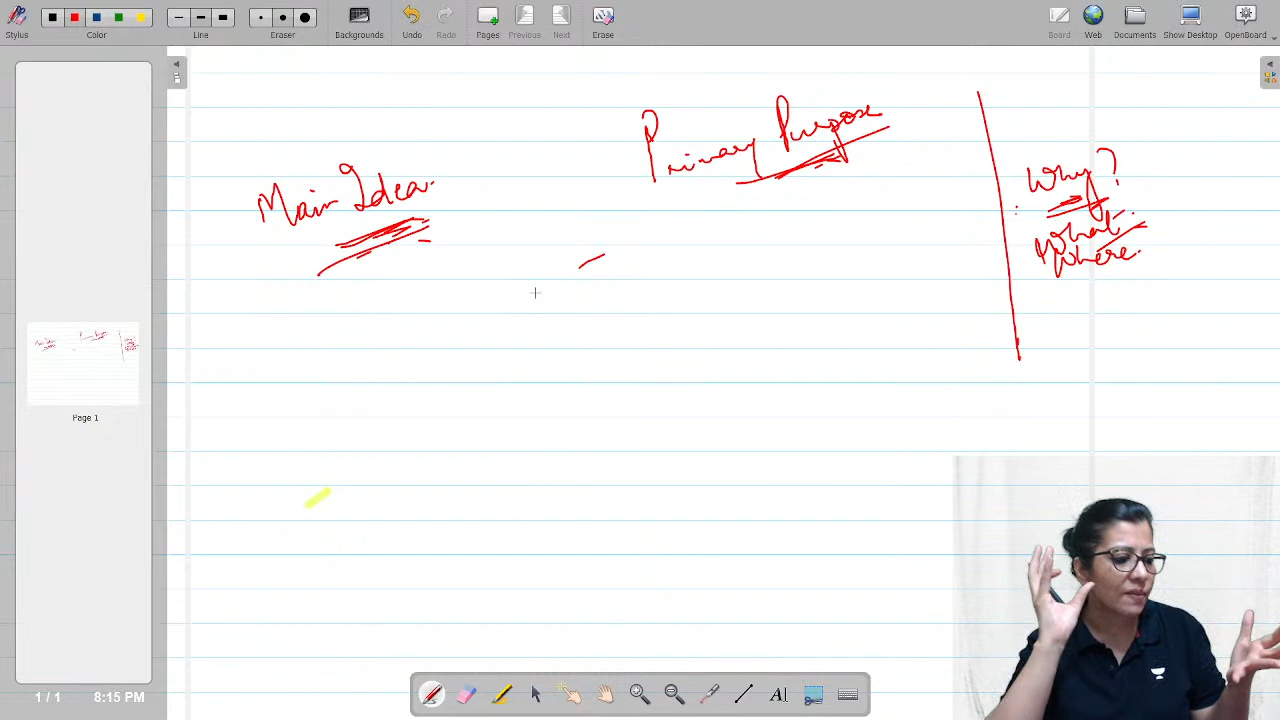 Stylus
Color
Line
Eraser
Backgrounds
Undo
Redo
Pages
Previous
Next
Erase
Board
Web
Documents
Show Desktop
OpenBoard
Primary Purpose
Main Idea.
Why?
What
Where.
Page 1
1 / 1
8:15 PM